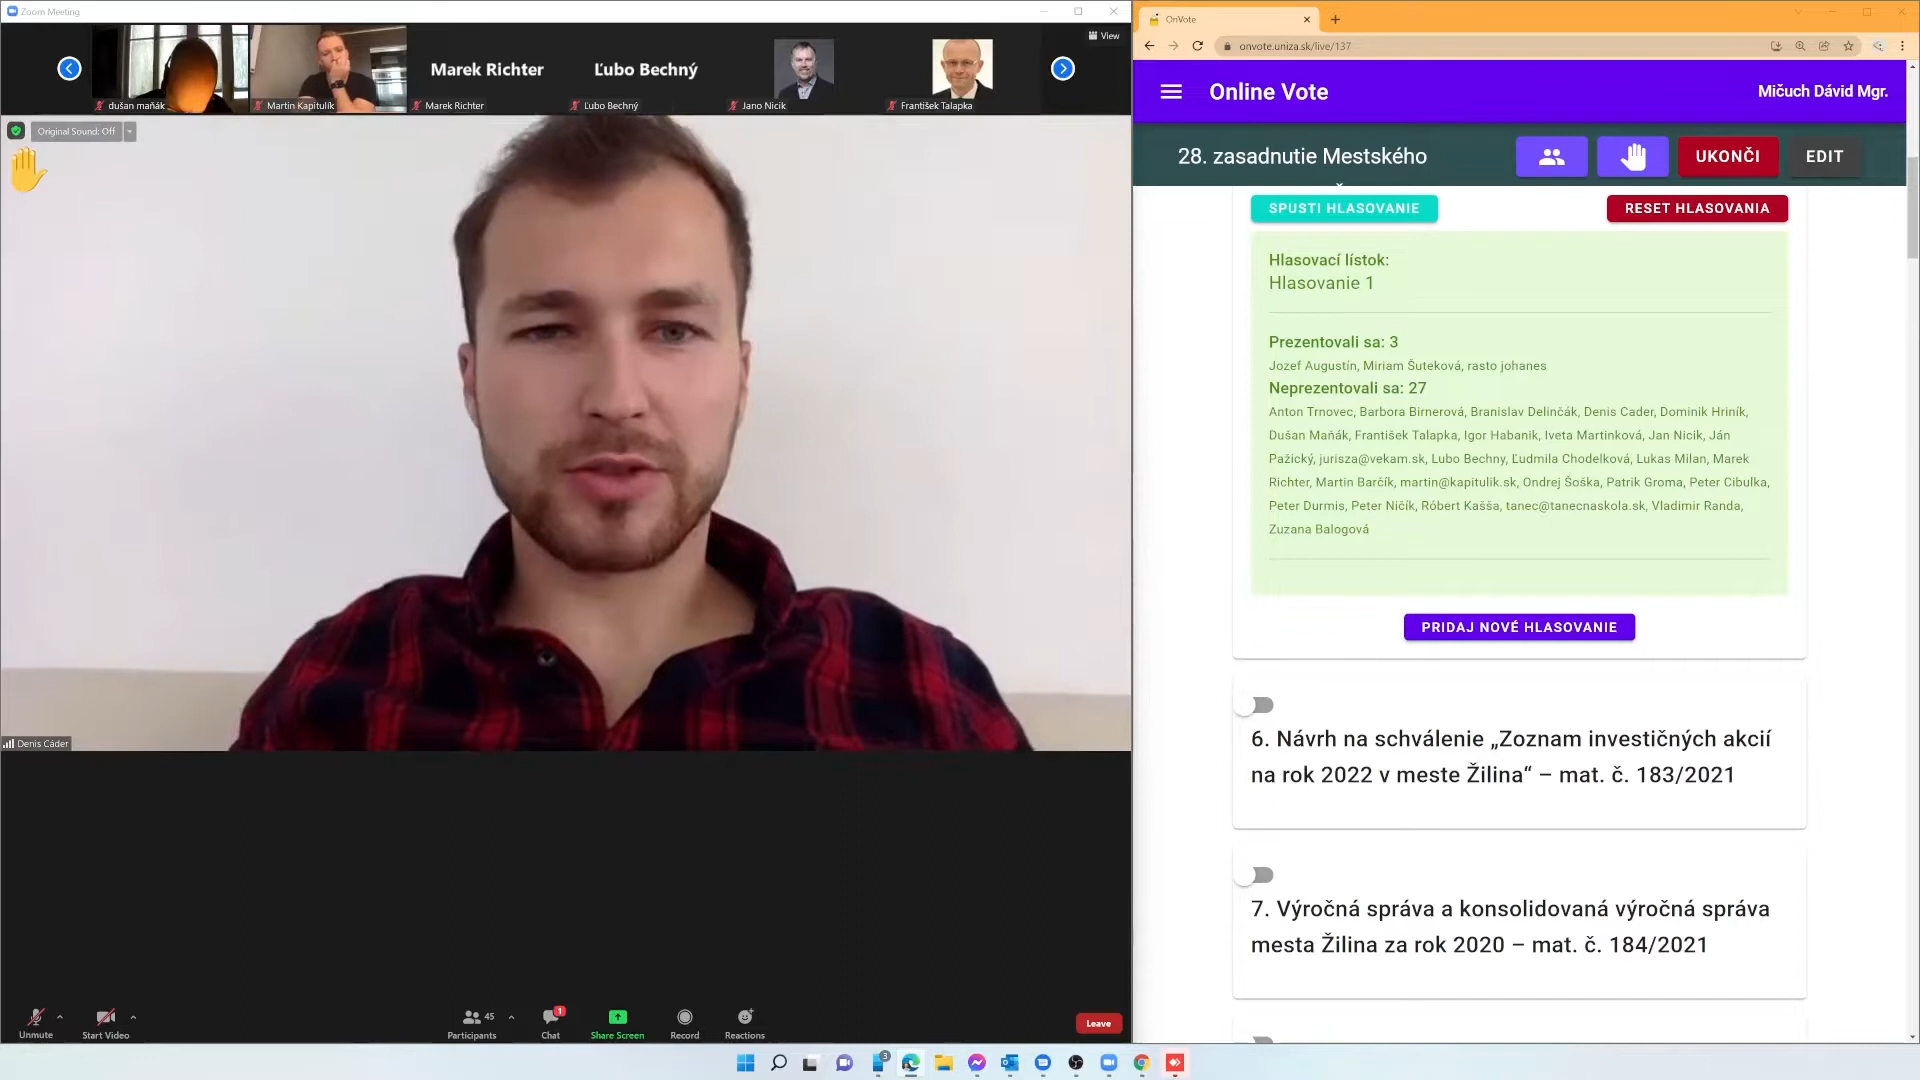 Zoom Meeting
View
Marek Richter
Ľubo Bechný
dušan maňák
Martin Kapitulík
Marek Richter
Ľubo Bechný
Jano Nicik
František Talapka
Original Sound: Off
Denis Cáder
Unmute
Start Video
45
Participants
1
Chat
Share Screen
Record
Reactions
Leave
OnVote
onvote.uniza.sk/live/137
Online Vote
Mičuch Dávid Mgr.
28. zasadnutie Mestského
UKONČI
EDIT
SPUSTI HLASOVANIE
RESET HLASOVANIA
Hlasovací lístok:
Hlasovanie 1
Prezentovali sa: 3
Jozef Augustín, Miriam Šuteková, rasto johanes
Neprezentovali sa: 27
Anton Trnovec, Barbora Birnerová, Branislav Delinčák, Denis Cader, Dominik Hriník,
Dušan Maňák, František Talapka, Igor Habanik, Iveta Martinková, Jan Nicik, Ján
Pažický, jurisza@vekam.sk, Lubo Bechny, Ľudmila Chodelková, Lukas Milan, Marek
Richter, Martin Barčík, martin@kapitulik.sk, Ondrej Šoška, Patrik Groma, Peter Cibulka,
Peter Durmis, Peter Ničík, Róbert Kašša, tanec@tanecnaskola.sk, Vladimir Randa,
Zuzana Balogová
PRIDAJ NOVÉ HLASOVANIE
6. Návrh na schválenie „Zoznam investičných akcií
na rok 2022 v meste Žilina“ – mat. č. 183/2021
7. Výročná správa a konsolidovaná výročná správa
mesta Žilina za rok 2020 – mat. č. 184/2021
3